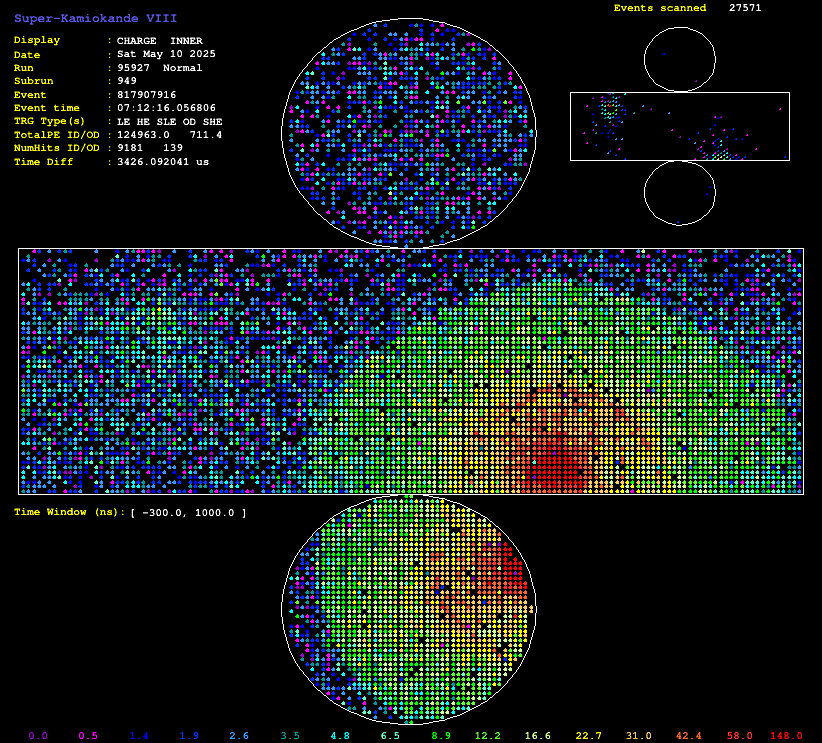 Events scanned 27571
Super-Kamiokande VIII
Display : CHARGE INNER
Date : Sat May 10 2025
Run : 95927 Normal
Subrun : 949
Event : 817907916
Event time : 07:12:16.056806
TRG Type(s) : LE HE SLE OD SHE
TotalPE ID/OD : 124963.0 711.4
NumHits ID/OD : 9181 139
Time Diff : 3426.092041 us
Time Window (ns): [ -300.0, 1000.0 ]
0.0 0.5 1.4 1.9 2.6 3.5 4.8 6.5 8.9 12.2 16.6 22.7 31.0 42.4 58.0 148.0